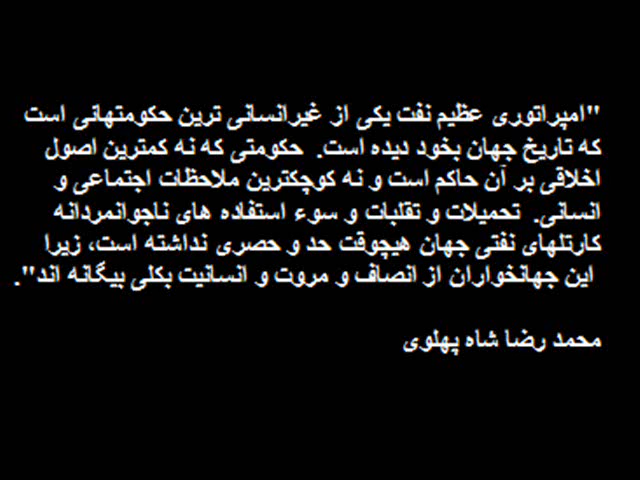 "امپراتوری عظیم نفت یکی از غیرانسانی ترین حکومتهائی است
که تاریخ جهان بخود دیده است. حکومتی که نه کمترین اصول
اخلاقی بر آن حاکم است و نه کوچکترین ملاحظات اجتماعی و
انسانی. تحمیلات و تقلبات و سوء استفاده های ناجوانمردانه
کارتلهای نفتی جهان هیچوقت حد و حصری نداشته است، زیرا
این جهانخواران از انصاف و مروت و انسانیت بکلی بیگانه اند".
محمد رضا شاه پهلوی